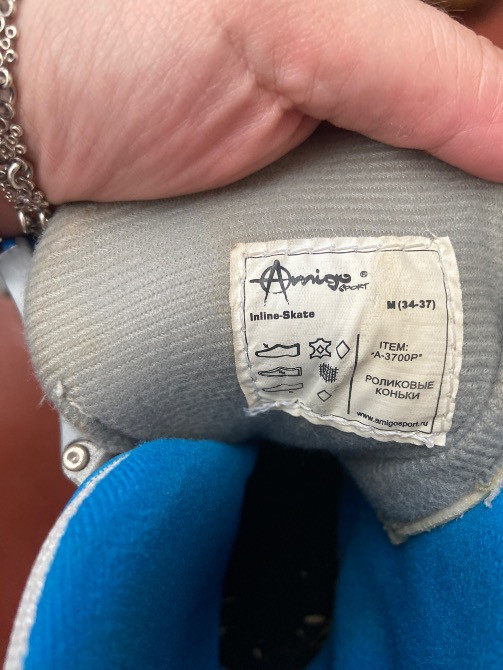 Amigo®
SPORT
Inline-Skate
M (34-37)
ITEM:
"A-3700P"
РОЛИКОВЫЕ
КОНЬКИ
www.amigosport.ru